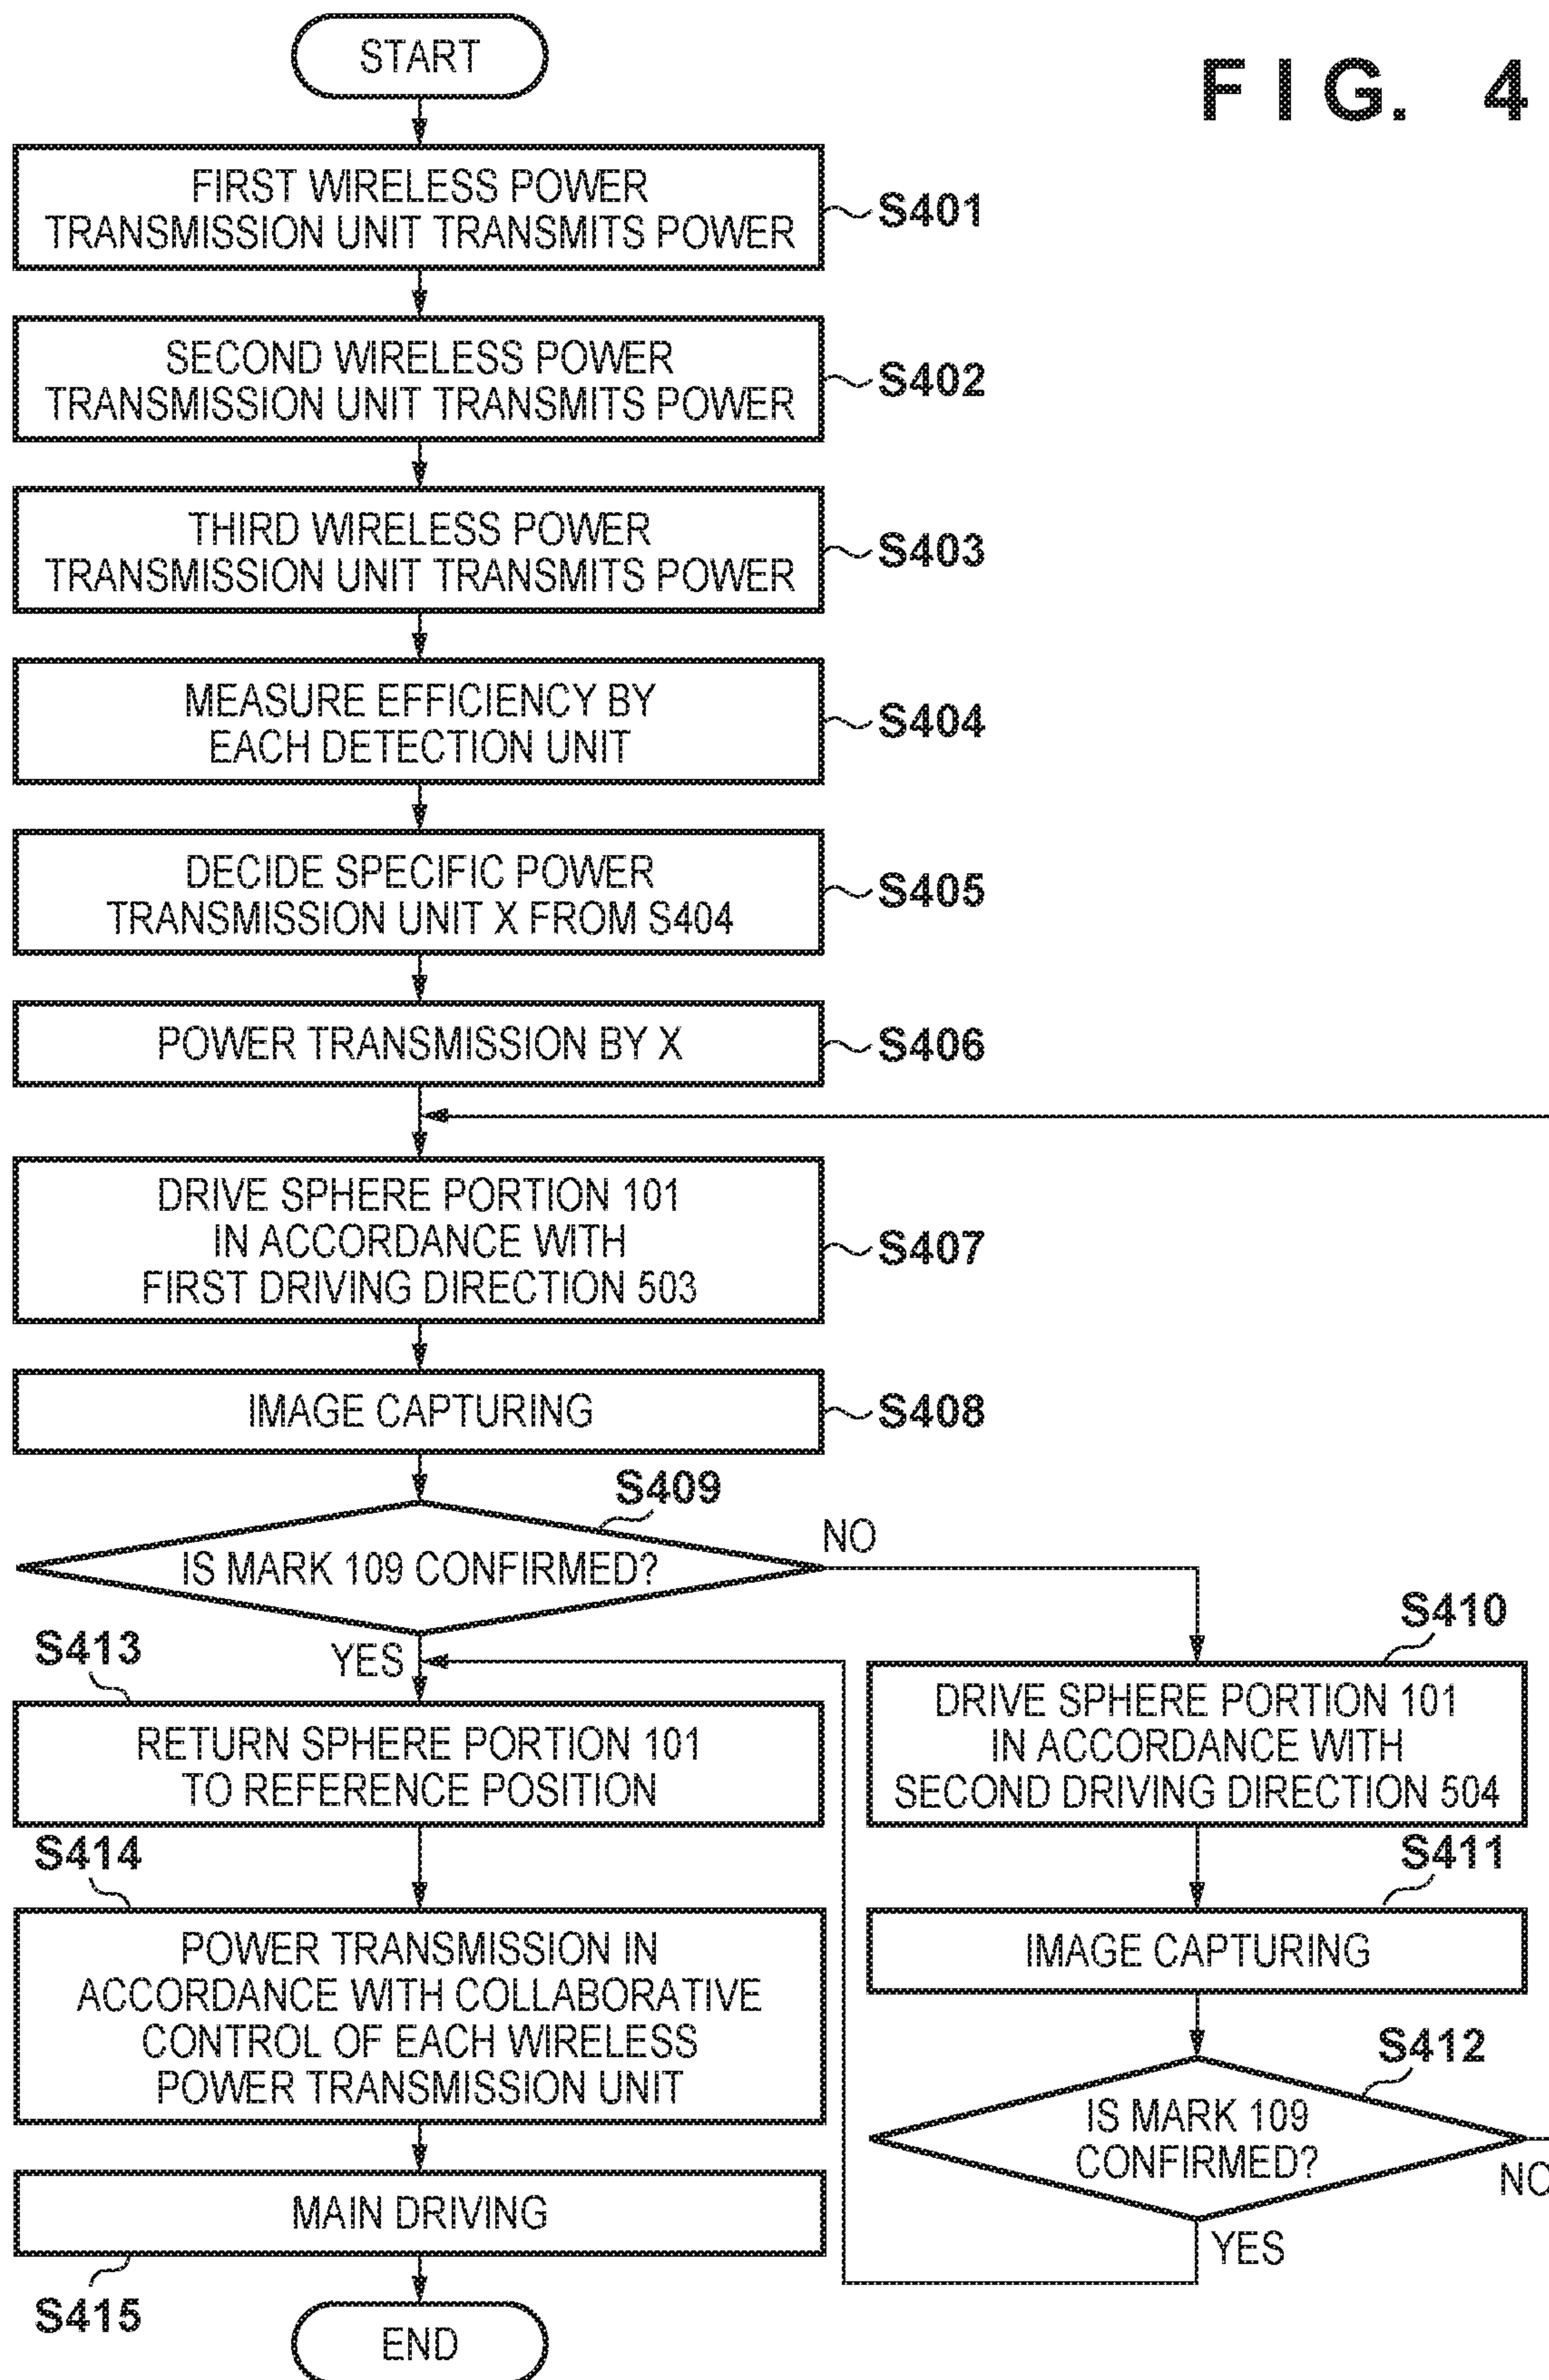 FIG. 4
START
FIRST WIRELESS POWER
TRANSMISSION UNIT TRANSMITS POWER
S401
SECOND WIRELESS POWER
TRANSMISSION UNIT TRANSMITS POWER
S402
THIRD WIRELESS POWER
TRANSMISSION UNIT TRANSMITS POWER
S403
MEASURE EFFICIENCY BY
EACH DETECTION UNIT
S404
DECIDE SPECIFIC POWER
TRANSMISSION UNIT X FROM S404
S405
POWER TRANSMISSION BY X
S406
DRIVE SPHERE PORTION 101
IN ACCORDANCE WITH
FIRST DRIVING DIRECTION 503
S407
IMAGE CAPTURING
S408
S409
IS MARK 109 CONFIRMED?
NO
YES
S410
DRIVE SPHERE PORTION 101
IN ACCORDANCE WITH
SECOND DRIVING DIRECTION 504
S411
IMAGE CAPTURING
S412
IS MARK 109
CONFIRMED?
NO
YES
S413
RETURN SPHERE PORTION 101
TO REFERENCE POSITION
S414
POWER TRANSMISSION IN
ACCORDANCE WITH COLLABORATIVE
CONTROL OF EACH WIRELESS
POWER TRANSMISSION UNIT
MAIN DRIVING
S415
END